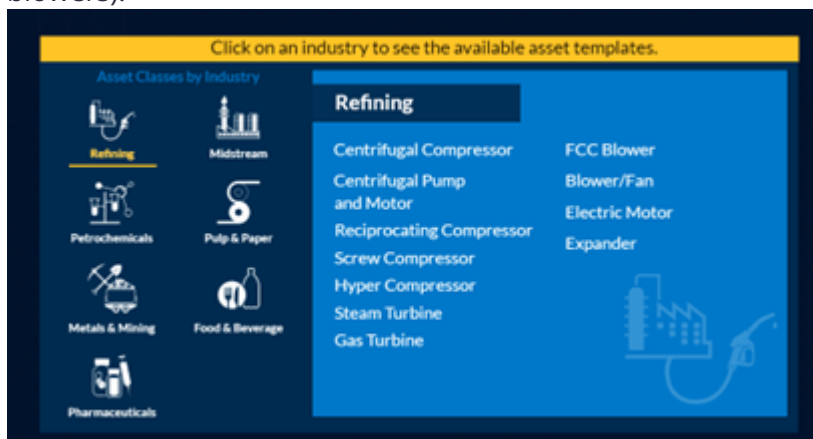 Click on an industry to see the available asset templates.
Asset Classes by Industry
Refining
Midstream
Petrochemicals
Pulp & Paper
Metals & Mining
Food & Beverage
Pharmaceuticals
Refining
Centrifugal Compressor
Centrifugal Pump
and Motor
Reciprocating Compressor
Screw Compressor
Hyper Compressor
Steam Turbine
Gas Turbine
FCC Blower
Blower/Fan
Electric Motor
Expander